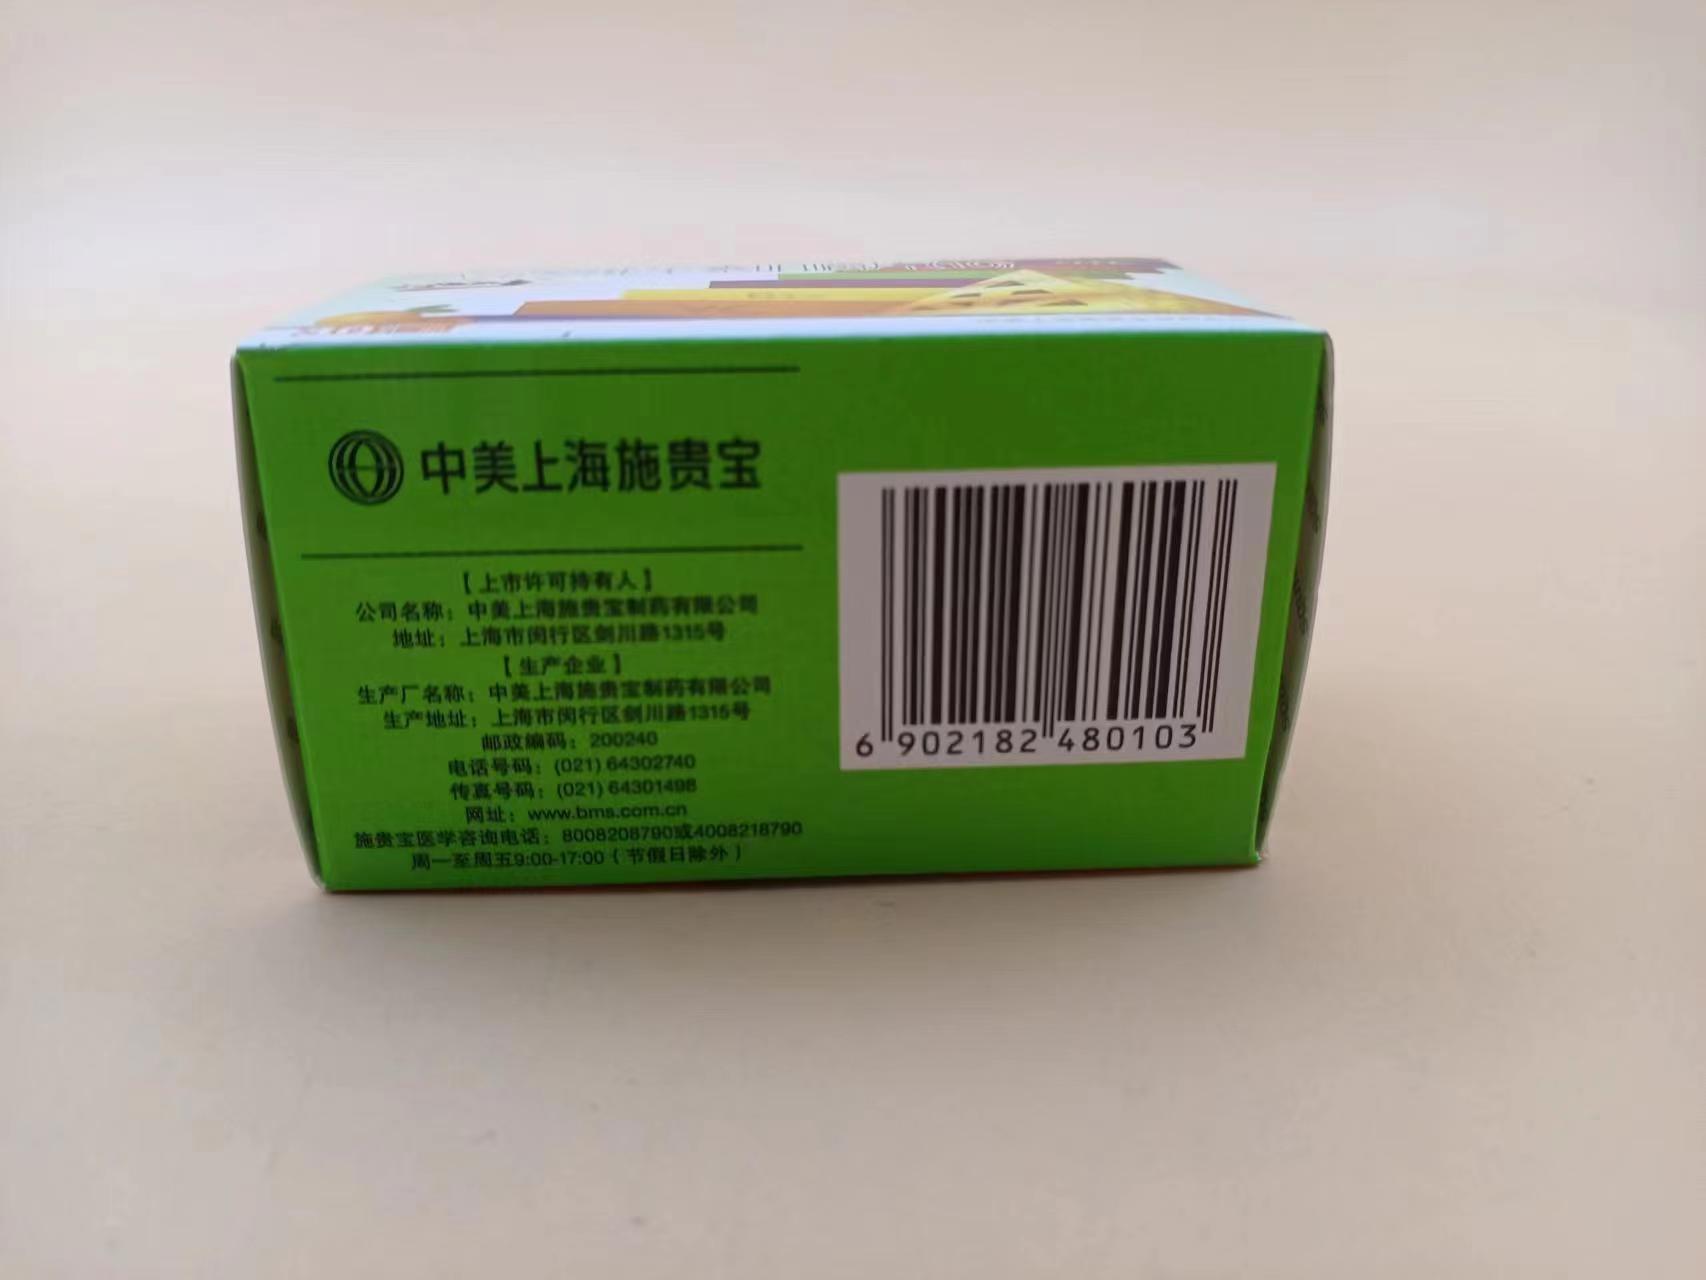 中美上海施贵宝
【上市许可持有人】
公司名称：中美上海施贵宝制药有限公司
地址：上海市闵行区剑川路1315号
【生产企业】
生产厂名称：中美上海施贵宝制药有限公司
生产地址：上海市闵行区剑川路1315号
邮政编码：200240
电话号码：(021) 64302740
传真号码：(021) 64301498
网址：www.bms.com.cn
施贵宝医学咨询电话：8008208790或4008218790
周一至周五9:00-17:00（节假日除外）
6 902182 480103